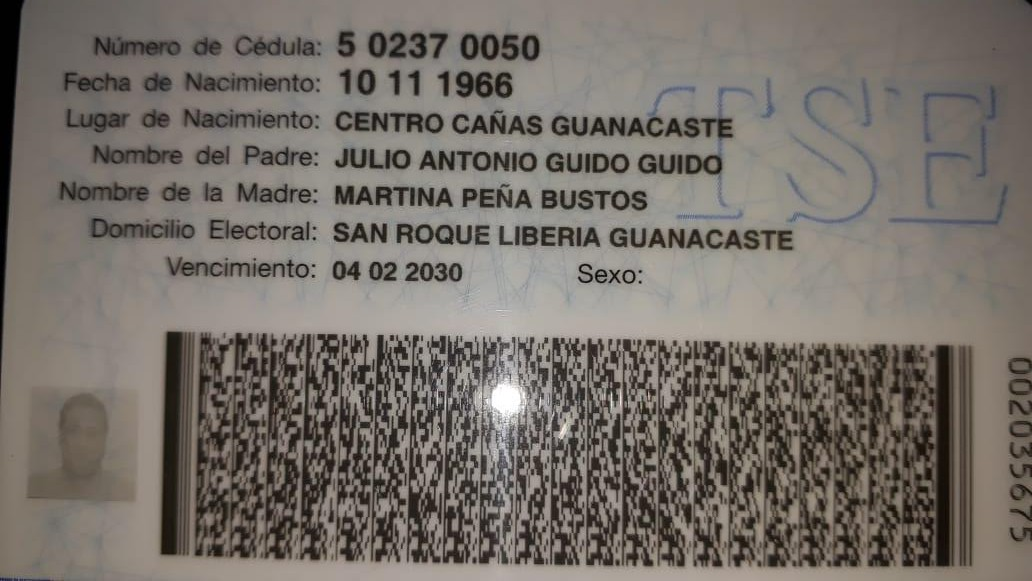 Número de Cédula: 5 0237 0050
Fecha de Nacimiento: 10 11 1966
Lugar de Nacimiento: CENTRO CAÑAS GUANACASTE
Nombre del Padre: JULIO ANTONIO GUIDO GUIDO
Nombre de la Madre: MARTINA PEÑA BUSTOS
Domicilio Electoral: SAN ROQUE LIBERIA GUANACASTE
Vencimiento: 04 02 2030 Sexo:
TSE
002035675